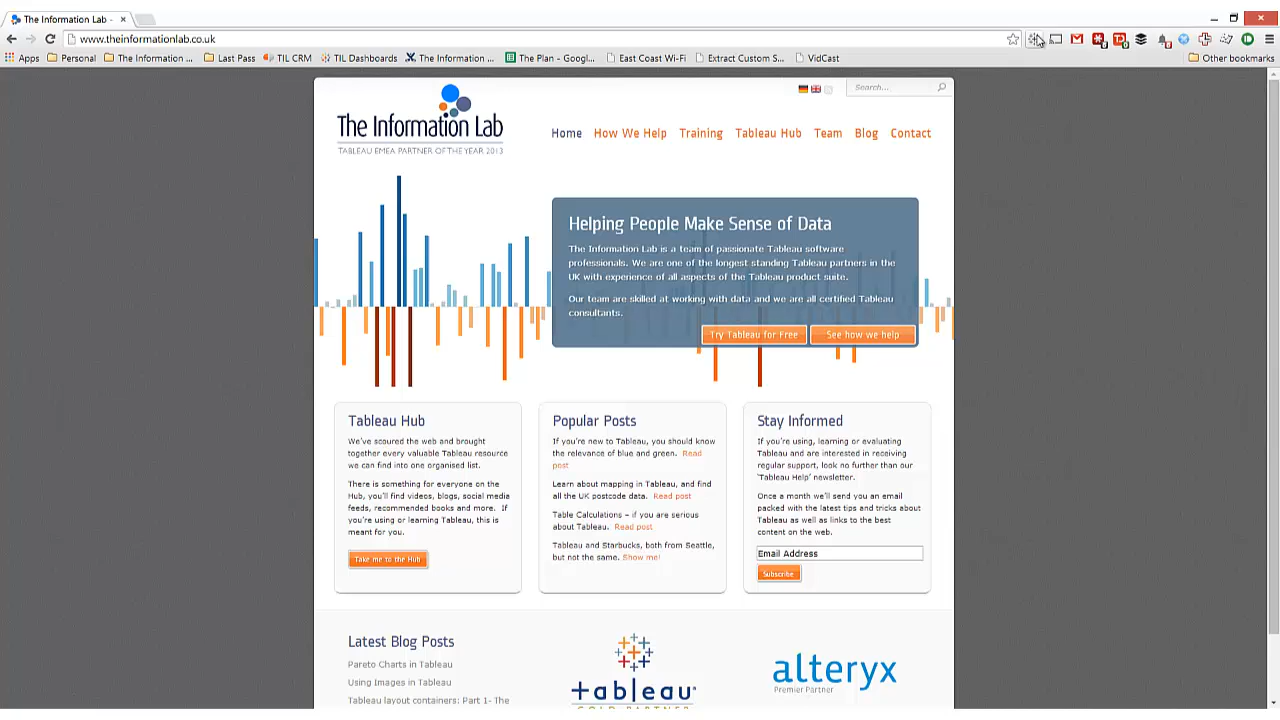 The Information Lab -
www.theinformationlab.co.uk
Apps Personal The Information ... Last Pass TIL CRM TIL Dashboards The Information ... The Plan - Googl... East Coast Wi-Fi Extract Custom S... VidCast Other bookmarks
Search...
The Information Lab
TABLEAU EMEA PARTNER OF THE YEAR 2013
Home How We Help Training Tableau Hub Team Blog Contact
Helping People Make Sense of Data
The Information Lab is a team of passionate Tableau software
professionals. We are one of the longest standing Tableau partners in the
UK with experience of all aspects of the Tableau product suite.
Our team are skilled at working with data and we are all certified Tableau
consultants.
Try Tableau for Free See how we help
Tableau Hub
We've scoured the web and brought
together every valuable Tableau resource
we can find into one organised list.
There is something for everyone on the
Hub, you'll find videos, blogs, social media
feeds, recommended books and more. If
you're using or learning Tableau, this is
meant for you.
Take me to the Hub
Popular Posts
If you're new to Tableau, you should know
the relevance of blue and green. Read
post
Learn about mapping in Tableau, and find
all the UK postcode data. Read post
Table Calculations – if you are serious
about Tableau. Read post
Tableau and Starbucks, both from Seattle,
but not the same. Show me!
Stay Informed
If you're using, learning or evaluating
Tableau and are interested in receiving
regular support, look no further than our
'Tableau Help' newsletter.
Once a month we'll send you an email
packed with the latest tips and tricks about
Tableau as well as links to the best
content on the web.
Email Address
Subscribe
Latest Blog Posts
Pareto Charts in Tableau
Using Images in Tableau
Tableau layout containers: Part 1- The
+ableau
GOLD PARTNER
alteryx
Premier Partner